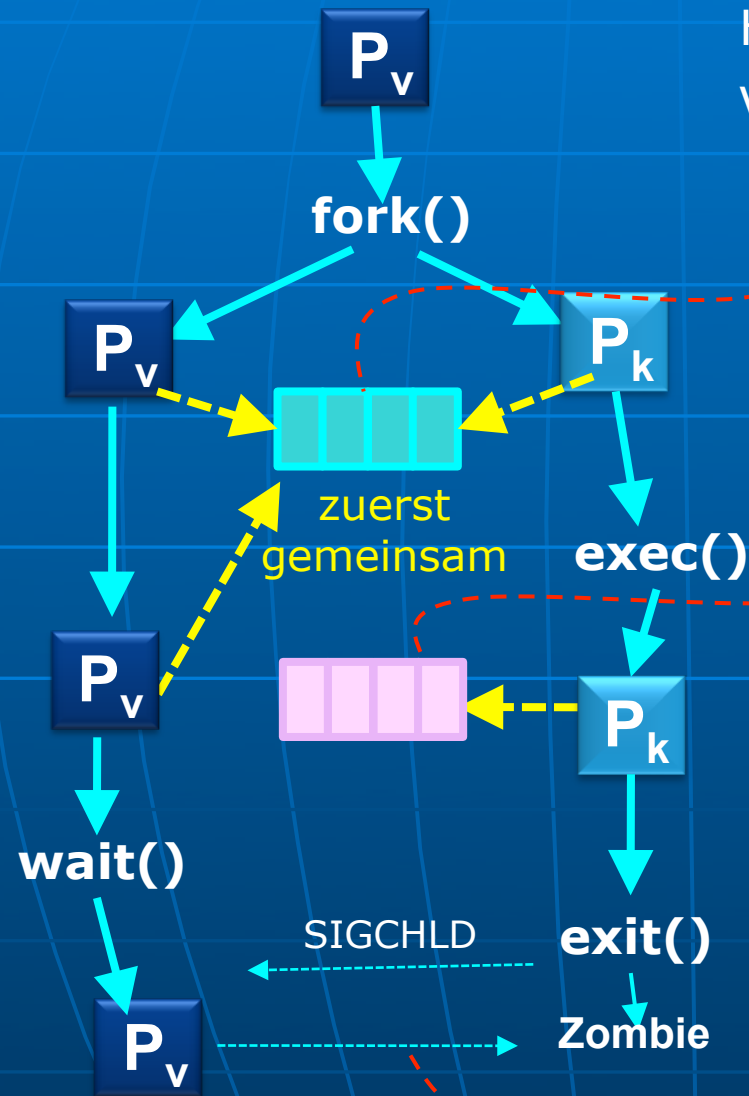 Pv
fork()
Pv
Pk
zuerst
gemeinsam
exec()
Pv
Pk
wait()
SIGCHLD
exit()
Zombie
Pv